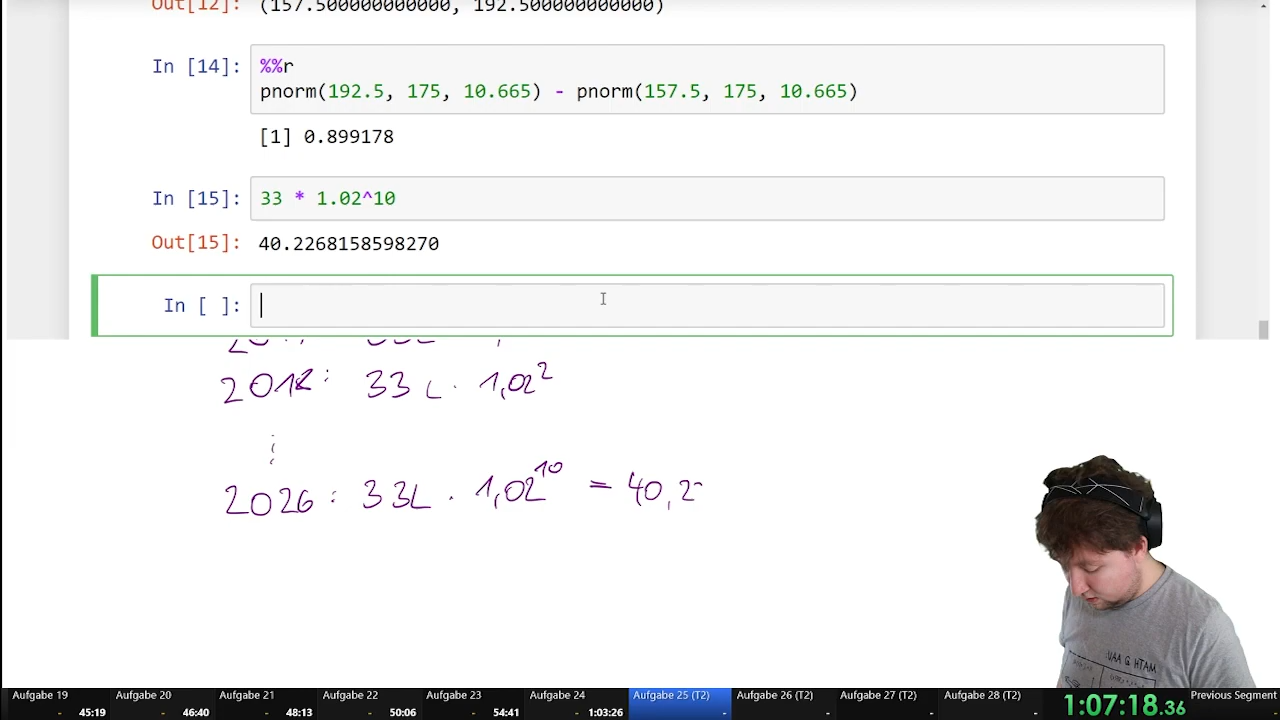 Out[12]: (157.500000000000, 192.500000000000)
In [14]: %%r
pnorm(192.5, 175, 10.665) - pnorm(157.5, 175, 10.665)
[1] 0.899178
In [15]: 33 * 1.02^10
Out[15]: 40.2268158598270
In [ ]:
2018: 33 L · 1,02²
⋮
2026: 33L · 1,02¹⁰ = 40,2
Aufgabe 19 Aufgabe 20 Aufgabe 21 Aufgabe 22 Aufgabe 23 Aufgabe 24 Aufgabe 25 (T2) Aufgabe 26 (T2) Aufgabe 27 (T2) Aufgabe 28 (T2) 1:07:18.36 Previous Segment
- 45:19 - 46:40 - 48:13 - 50:06 - 54:41 - 1:03:26 - - - - -